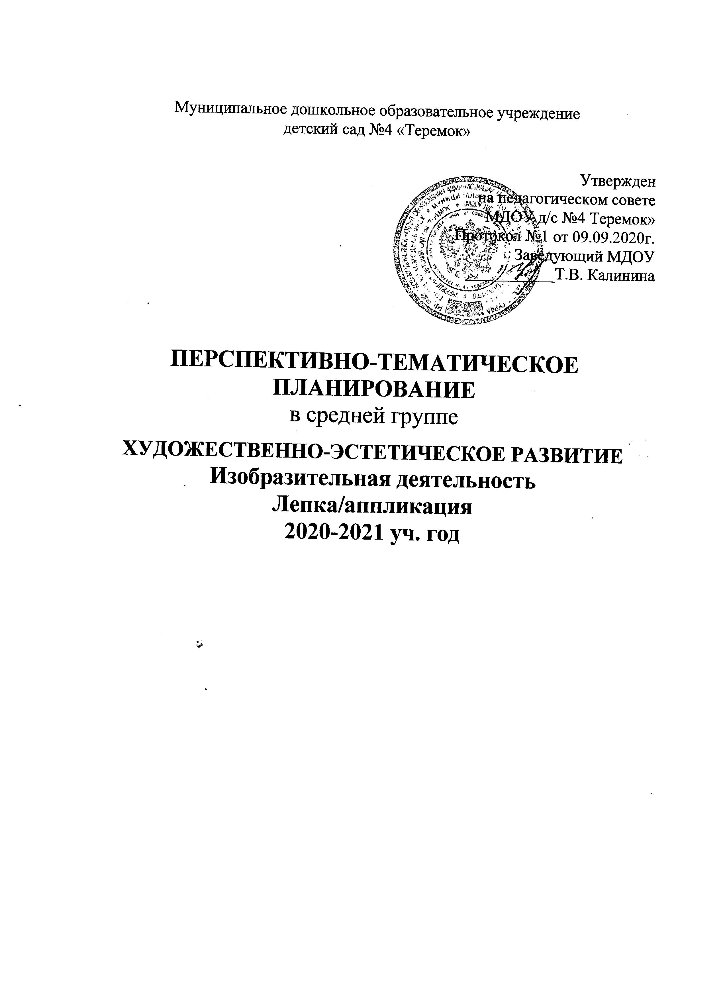 Муниципальное дошкольное образовательное учреждение
детский сад №4 «Теремок»
Утвержден
на педагогическом совете
МДОУ д/с №4 Теремок»
Протокол №1 от 09.09.2020г.
Заведующий МДОУ
Т.В. Калинина
ПЕРСПЕКТИВНО-ТЕМАТИЧЕСКОЕ
ПЛАНИРОВАНИЕ
в средней группе
ХУДОЖЕСТВЕННО-ЭСТЕТИЧЕСКОЕ РАЗВИТИЕ
Изобразительная деятельность
Лепка/аппликация
2020-2021 уч. год